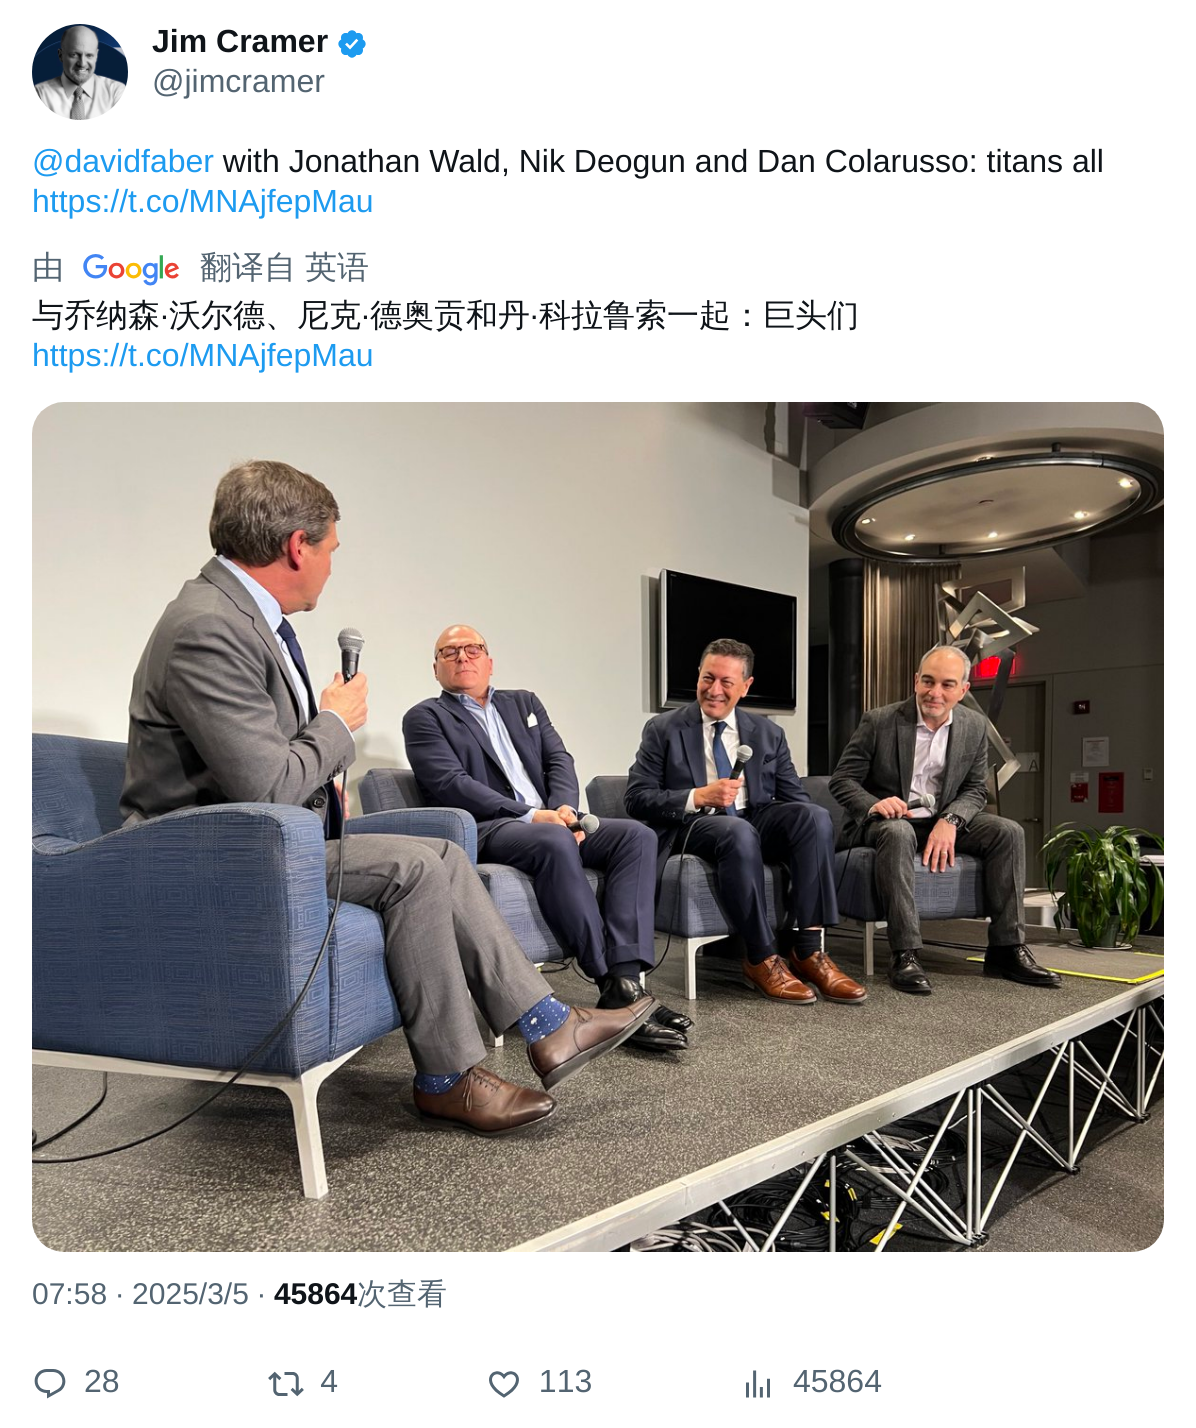 Jim Cramer
@jimcramer
@davidfaber with Jonathan Wald, Nik Deogun and Dan Colarusso: titans all
https://t.co/MNAjfepMau
由 Google 翻译自 英语
与乔纳森·沃尔德、尼克·德奥贡和丹·科拉鲁索一起：巨头们
https://t.co/MNAjfepMau
07:58 · 2025/3/5 · 45864次查看
28 4 113 45864